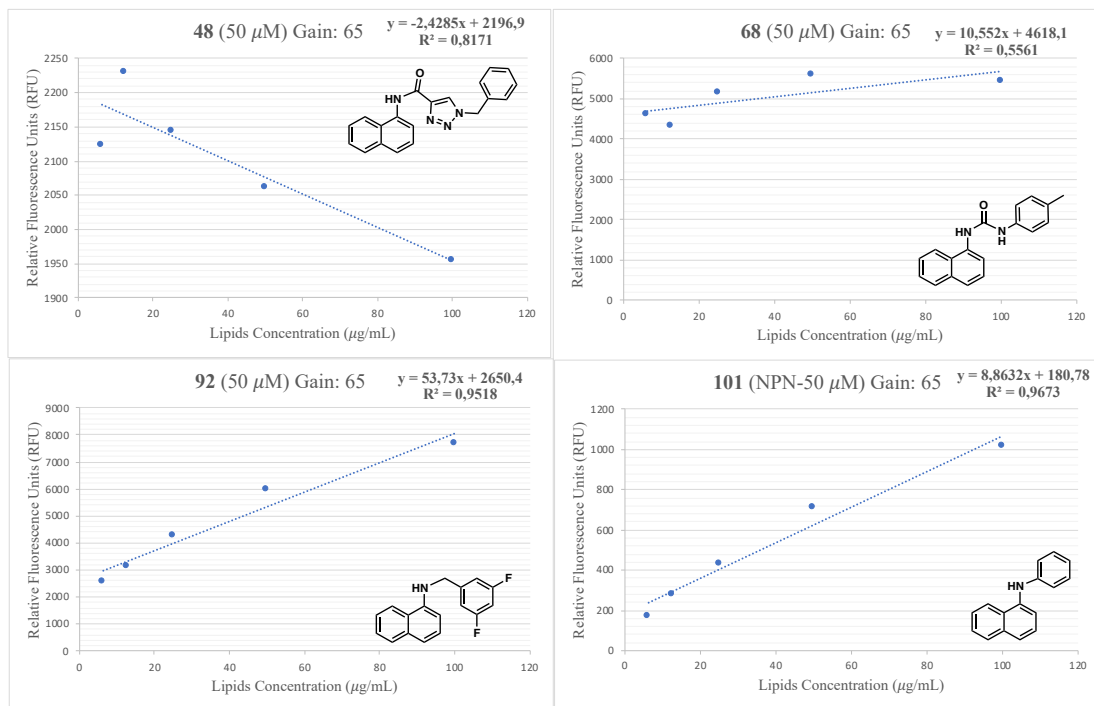 48 (50 µM) Gain: 65
y = -2,4285x + 2196,9
R² = 0,8171
Relative Fluorescence Units (RFU)
2250
2200
2150
2100
2050
2000
1950
1900
0 20 40 60 80 100 120
Lipids Concentration (µg/mL)
O
HN
N
N=N
68 (50 µM) Gain: 65
y = 10,552x + 4618,1
R² = 0,5561
Relative Fluorescence Units (RFU)
6000
5000
4000
3000
2000
1000
0
0 20 40 60 80 100 120
Lipids Concentration (µg/mL)
O
HN
N
H
92 (50 µM) Gain: 65
y = 53,73x + 2650,4
R² = 0,9518
Relative Fluorescence Units (RFU)
9000
8000
7000
6000
5000
4000
3000
2000
1000
0
0 20 40 60 80 100 120
Lipids Concentration (µg/mL)
HN
F
F
101 (NPN-50 µM) Gain: 65
y = 8,8632x + 180,78
R² = 0,9673
Relative Fluorescence Units (RFU)
1200
1000
800
600
400
200
0
0 20 40 60 80 100 120
Lipids Concentration (µg/mL)
HN